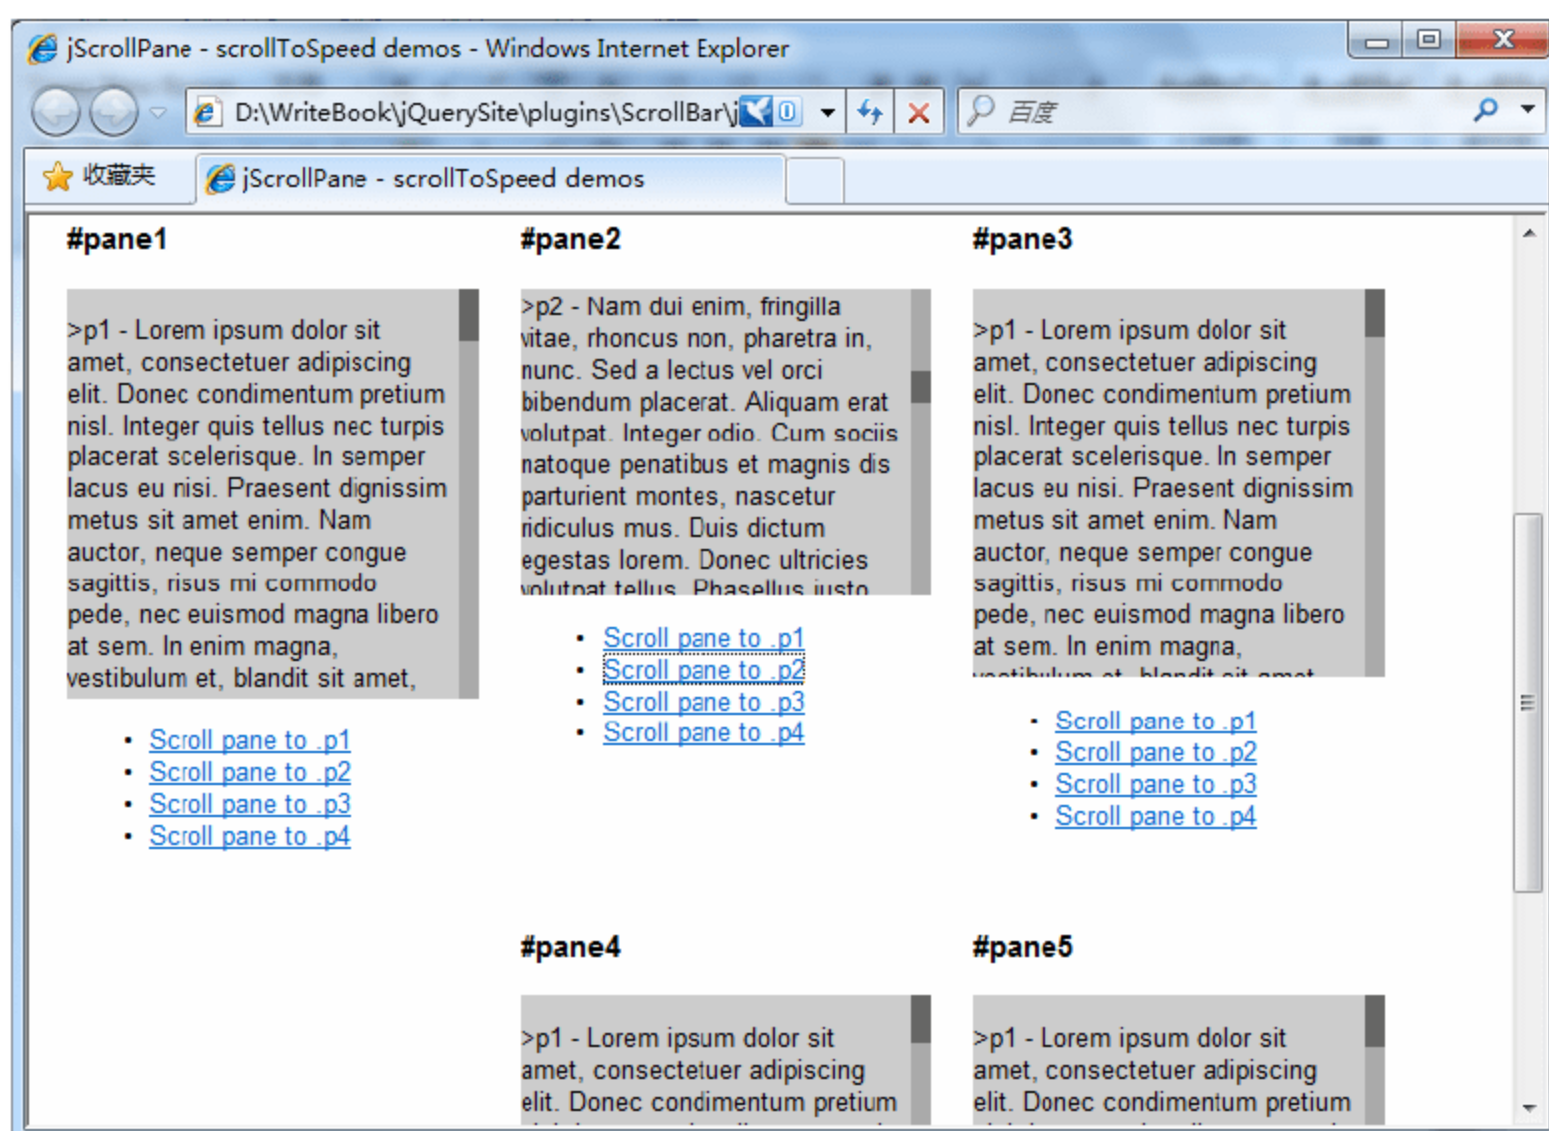 jScrollPane - scrollToSpeed demos - Windows Internet Explorer
D:\WriteBook\jQuerySite\plugins\ScrollBar\j
百度
收藏夹
jScrollPane - scrollToSpeed demos
#pane1
>p1 - Lorem ipsum dolor sit
amet, consectetuer adipiscing
elit. Donec condimentum pretium
nisl. Integer quis tellus nec turpis
placerat scelerisque. In semper
lacus eu nisi. Praesent dignissim
metus sit amet enim. Nam
auctor, neque semper congue
sagittis, risus mi commodo
pede, nec euismod magna libero
at sem. In enim magna,
vestibulum et, blandit sit amet,
• Scroll pane to .p1
• Scroll pane to .p2
• Scroll pane to .p3
• Scroll pane to .p4
#pane2
>p2 - Nam dui enim, fringilla
vitae, rhoncus non, pharetra in,
nunc. Sed a lectus vel orci
bibendum placerat. Aliquam erat
volutpat. Integer odio. Cum sociis
natoque penatibus et magnis dis
parturient montes, nascetur
ridiculus mus. Duis dictum
egestas lorem. Donec ultricies
volutpat tellus. Phasellus justo
• Scroll pane to .p1
• Scroll pane to .p2
• Scroll pane to .p3
• Scroll pane to .p4
#pane3
>p1 - Lorem ipsum dolor sit
amet, consectetuer adipiscing
elit. Donec condimentum pretium
nisl. Integer quis tellus nec turpis
placerat scelerisque. In semper
lacus eu nisi. Praesent dignissim
metus sit amet enim. Nam
auctor, neque semper congue
sagittis, risus mi commodo
pede, nec euismod magna libero
at sem. In enim magna,
vestibulum et, blandit sit amet,
• Scroll pane to .p1
• Scroll pane to .p2
• Scroll pane to .p3
• Scroll pane to .p4
#pane4
>p1 - Lorem ipsum dolor sit
amet, consectetuer adipiscing
elit. Donec condimentum pretium
#pane5
>p1 - Lorem ipsum dolor sit
amet, consectetuer adipiscing
elit. Donec condimentum pretium